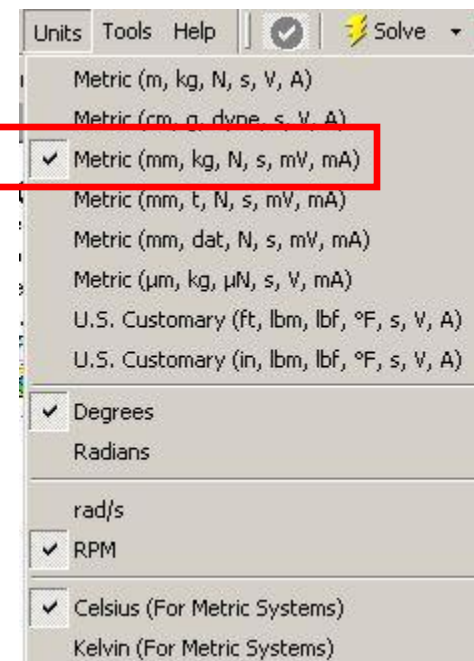 Units Tools Help Solve
Metric (m, kg, N, s, V, A)
Metric (cm, g, dyne, s, V, A)
Metric (mm, kg, N, s, mV, mA)
Metric (mm, t, N, s, mV, mA)
Metric (mm, dat, N, s, mV, mA)
Metric (µm, kg, µN, s, V, mA)
U.S. Customary (ft, lbm, lbf, °F, s, V, A)
U.S. Customary (in, lbm, lbf, °F, s, V, A)
Degrees
Radians
rad/s
RPM
Celsius (For Metric Systems)
Kelvin (For Metric Systems)